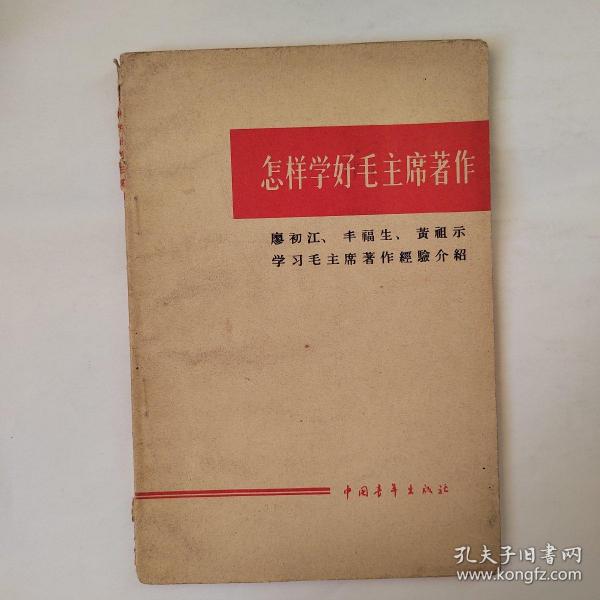 怎样学好毛主席著作
廖初江、丰福生、黄祖示
学习毛主席著作經驗介紹
中国青年出版社
孔夫子旧书网
www.kongfz.com